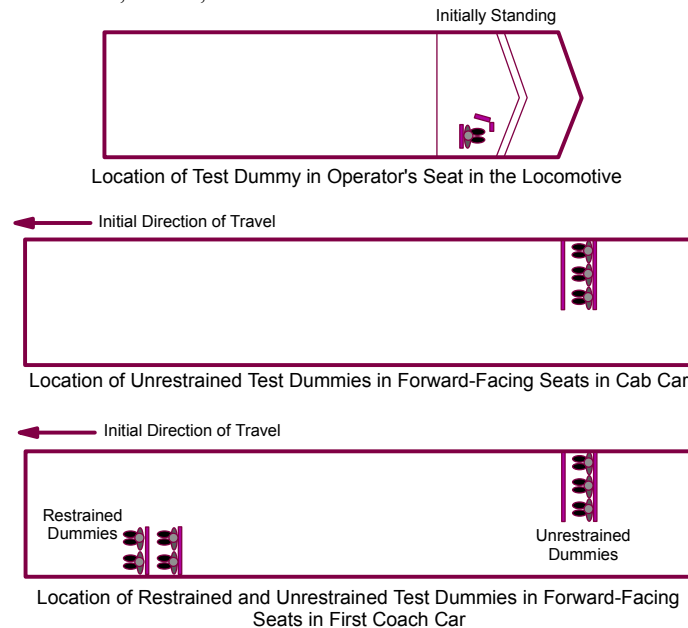 Initially Standing
Location of Test Dummy in Operator's Seat in the Locomotive
Initial Direction of Travel
Location of Unrestrained Test Dummies in Forward-Facing Seats in Cab Car
Initial Direction of Travel
Restrained
Dummies
Unrestrained
Dummies
Location of Restrained and Unrestrained Test Dummies in Forward-Facing
Seats in First Coach Car